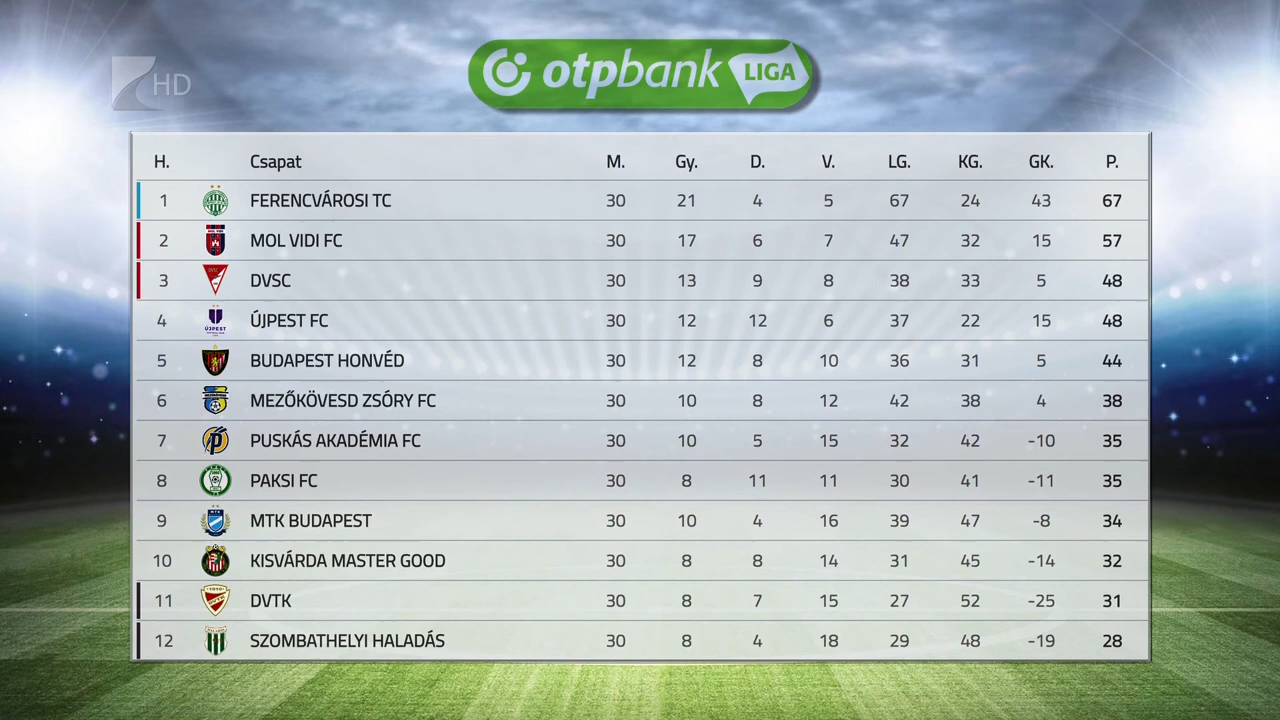 otpbank LIGA
HD
H. Csapat M. Gy. D. V. LG. KG. GK. P.
1 FERENCVÁROSI TC 30 21 4 5 67 24 43 67
2 MOL VIDI FC 30 17 6 7 47 32 15 57
3 DVSC 30 13 9 8 38 33 5 48
4 ÚJPEST FC 30 12 12 6 37 22 15 48
5 BUDAPEST HONVÉD 30 12 8 10 36 31 5 44
6 MEZŐKÖVESD ZSÓRY FC 30 10 8 12 42 38 4 38
7 PUSKÁS AKADÉMIA FC 30 10 5 15 32 42 -10 35
8 PAKSI FC 30 8 11 11 30 41 -11 35
9 MTK BUDAPEST 30 10 4 16 39 47 -8 34
10 KISVÁRDA MASTER GOOD 30 8 8 14 31 45 -14 32
11 DVTK 30 8 7 15 27 52 -25 31
12 SZOMBATHELYI HALADÁS 30 8 4 18 29 48 -19 28